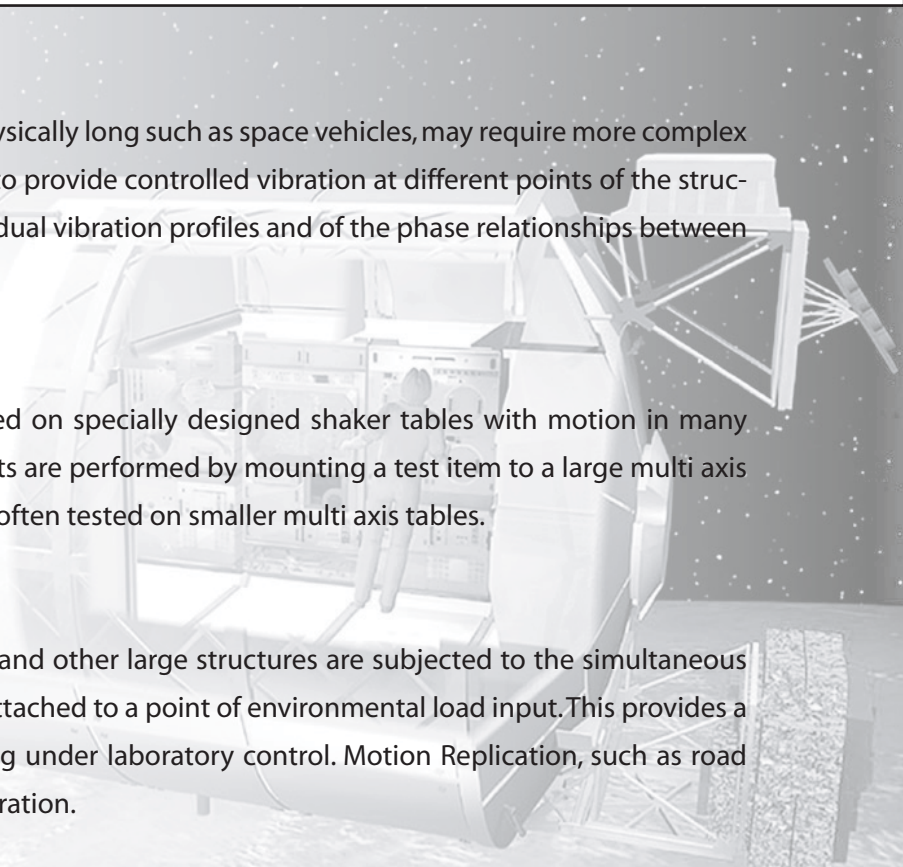 ysically long such as space vehicles, may require more complex
to provide controlled vibration at different points of the struc-
dual vibration profiles and of the phase relationships between
ed on specially designed shaker tables with motion in many
ts are performed by mounting a test item to a large multi axis
often tested on smaller multi axis tables.
and other large structures are subjected to the simultaneous
ttached to a point of environmental load input. This provides a
g under laboratory control. Motion Replication, such as road
ration.